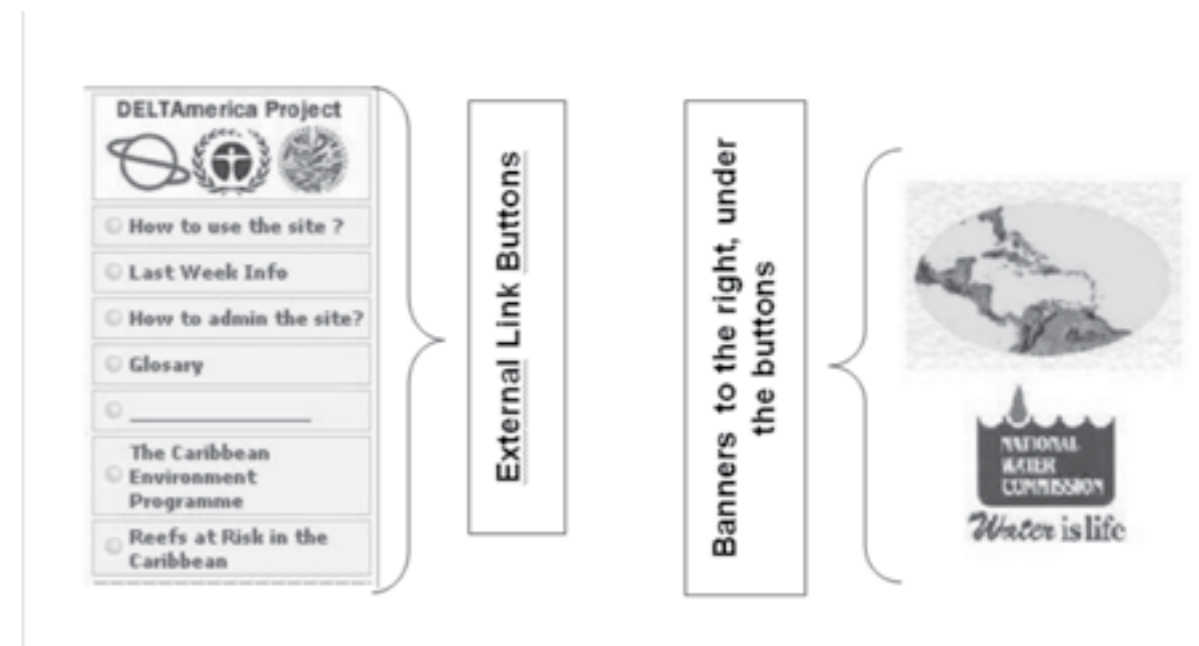 DELTAmerica Project
How to use the site ?
Last Week Info
How to admin the site?
Glosary
The Caribbean
Environment
Programme
Reefs at Risk in the
Caribbean
External Link Buttons
Banners to the right, under
the buttons
NATIONAL
WATER
COMMISSION
Water is life